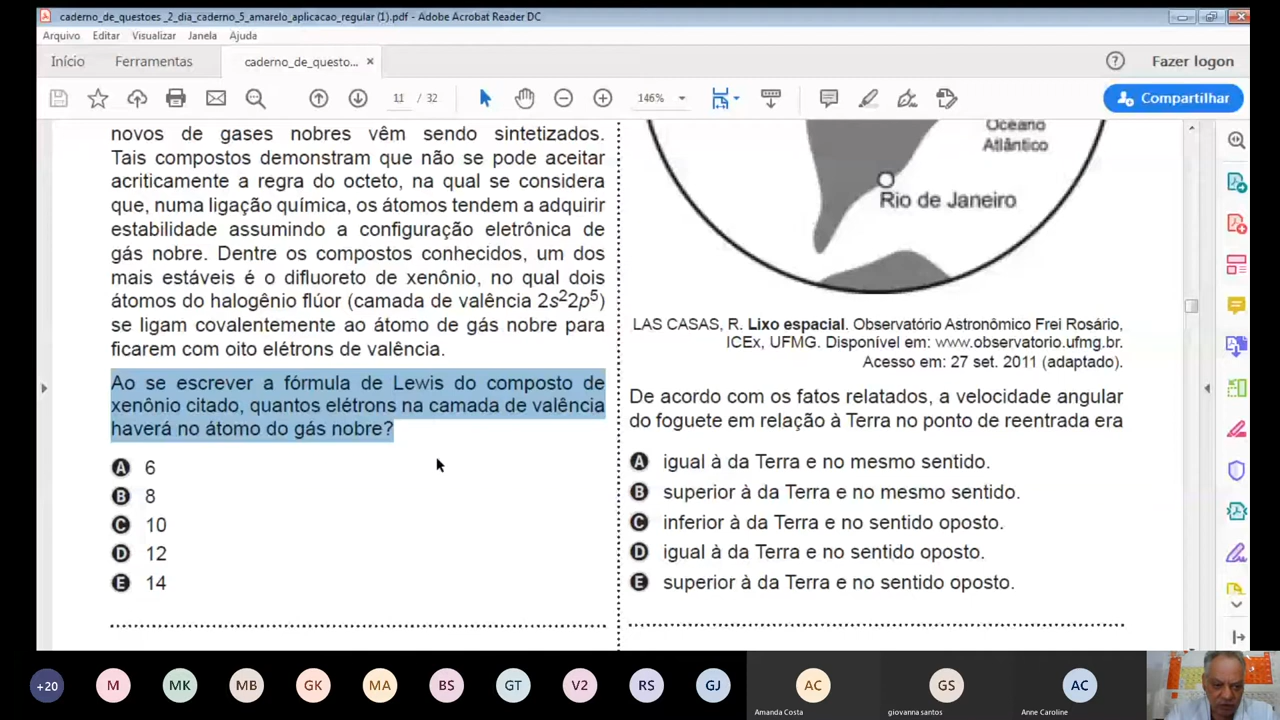 caderno_de_questoes _2_dia_caderno_5_amarelo_aplicacao_regular (1).pdf - Adobe Acrobat Reader DC
Arquivo Editar Visualizar Janela Ajuda
Início Ferramentas caderno_de_questo... × Fazer logon
11 / 32 146% Compartilhar
novos de gases nobres vêm sendo sintetizados.
Tais compostos demonstram que não se pode aceitar
acriticamente a regra do octeto, na qual se considera
que, numa ligação química, os átomos tendem a adquirir
estabilidade assumindo a configuração eletrônica de
gás nobre. Dentre os compostos conhecidos, um dos
mais estáveis é o difluoreto de xenônio, no qual dois
átomos do halogênio flúor (camada de valência 2s²2p⁵)
se ligam covalentemente ao átomo de gás nobre para
ficarem com oito elétrons de valência.
Ao se escrever a fórmula de Lewis do composto de
xenônio citado, quantos elétrons na camada de valência
haverá no átomo do gás nobre?
A 6
B 8
C 10
D 12
E 14
Oceano
Atlântico
Rio de Janeiro
LAS CASAS, R. Lixo espacial. Observatório Astronômico Frei Rosário,
ICEx, UFMG. Disponível em: www.observatorio.ufmg.br.
Acesso em: 27 set. 2011 (adaptado).
De acordo com os fatos relatados, a velocidade angular
do foguete em relação à Terra no ponto de reentrada era
A igual à da Terra e no mesmo sentido.
B superior à da Terra e no mesmo sentido.
C inferior à da Terra e no sentido oposto.
D igual à da Terra e no sentido oposto.
E superior à da Terra e no sentido oposto.
+20 M MK MB GK MA BS GT V2 RS GJ AC GS AC
Amanda Costa giovanna santos Anne Caroline